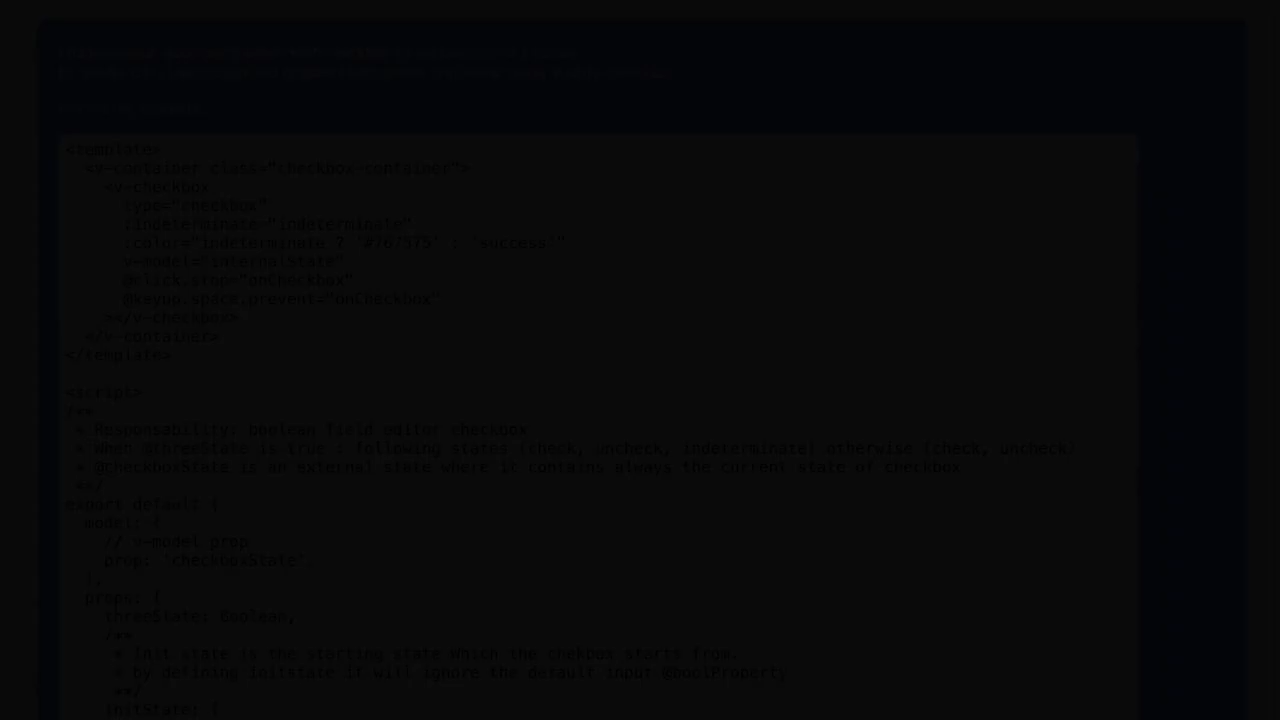 <template>
  <v-container class="checkbox-container">
    <v-checkbox
      type="checkbox"
      :indeterminate="indeterminate"
      :color="indeterminate ? '#767575' : 'success'"
      v-model="internalState"
      @click.stop="onCheckbox"
      @keyup.space.prevent="onCheckbox"
    ></v-checkbox>
  </v-container>
</template>
<script>
/**
 * Responsability: boolean field editor checkbox
 * When @threeState is true : following states (check, uncheck, indeterminate) otherwise (check, uncheck)
 * @checkboxState is an external state where it contains always the current state of checkbox
 **/
export default {
  model: {
    // v-model prop
    prop: 'checkboxState',
  },
  props: {
    threeState: Boolean,
    /**
     * Init state is the starting state which the chekbox starts from.
     * by defining initstate it will ignore the default input @boolProperty
     **/
    initState: {